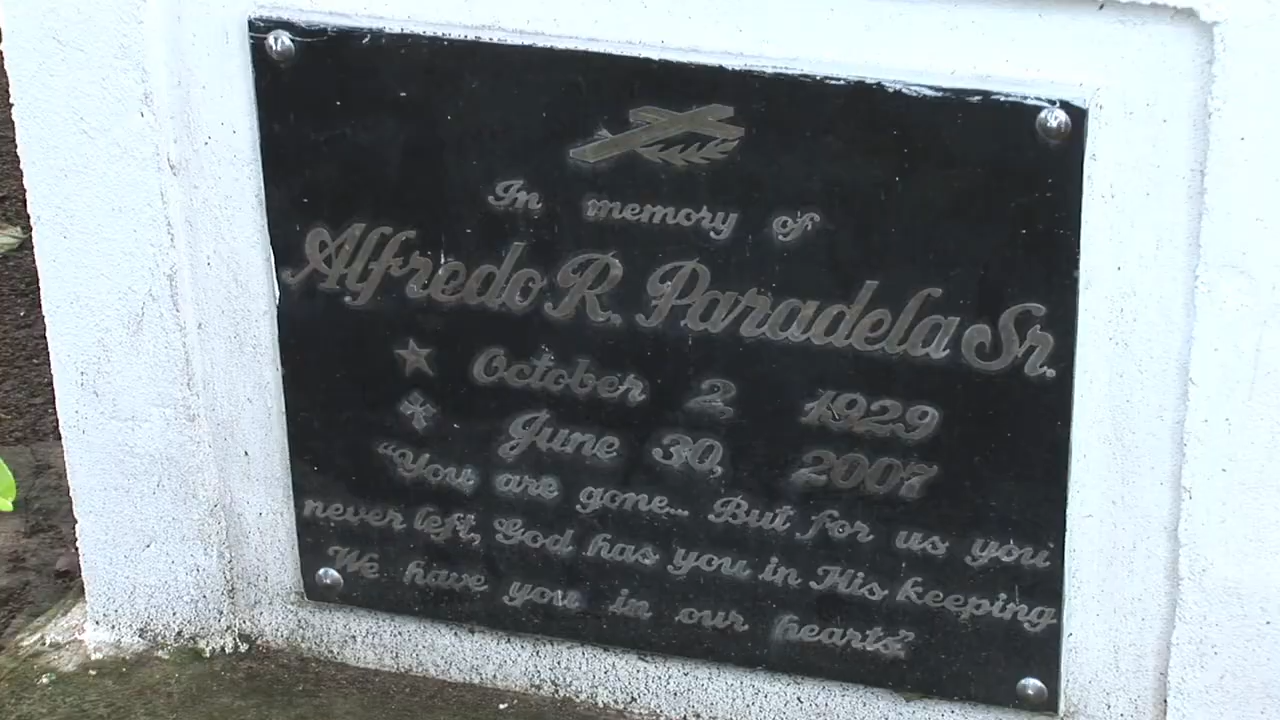 In memory of
Alfredo R. Paradela Sr.
October 2, 1929
June 30, 2007
"You are gone... But for us you
never left, God has you in His keeping
We have you in our hearts."